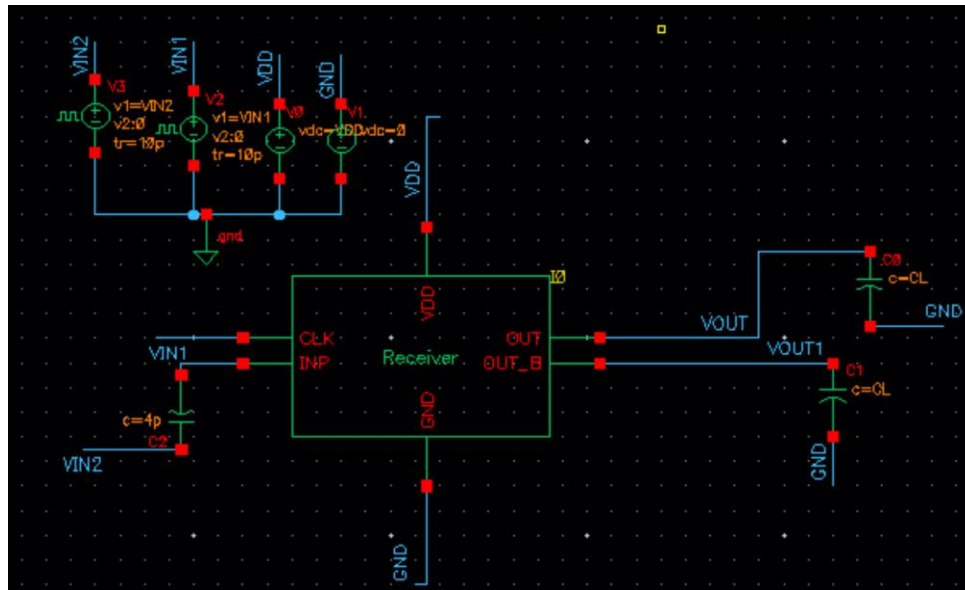 VIN2
VIN1
VDD
GND
V3
v1=VIN2
v2:0
tr=10p
V2
v1=VIN1
v2:0
tr=10p
V0
vdc=VDD
V1
vdc=0
gnd
VDD
I0
VDD
CLK
INP
Receiver
OUT
OUT_B
GND
VIN1
c=4p
C2
VIN2
VOUT
VOUT1
C0
c=CL
GND
C1
c=CL
GND
GND